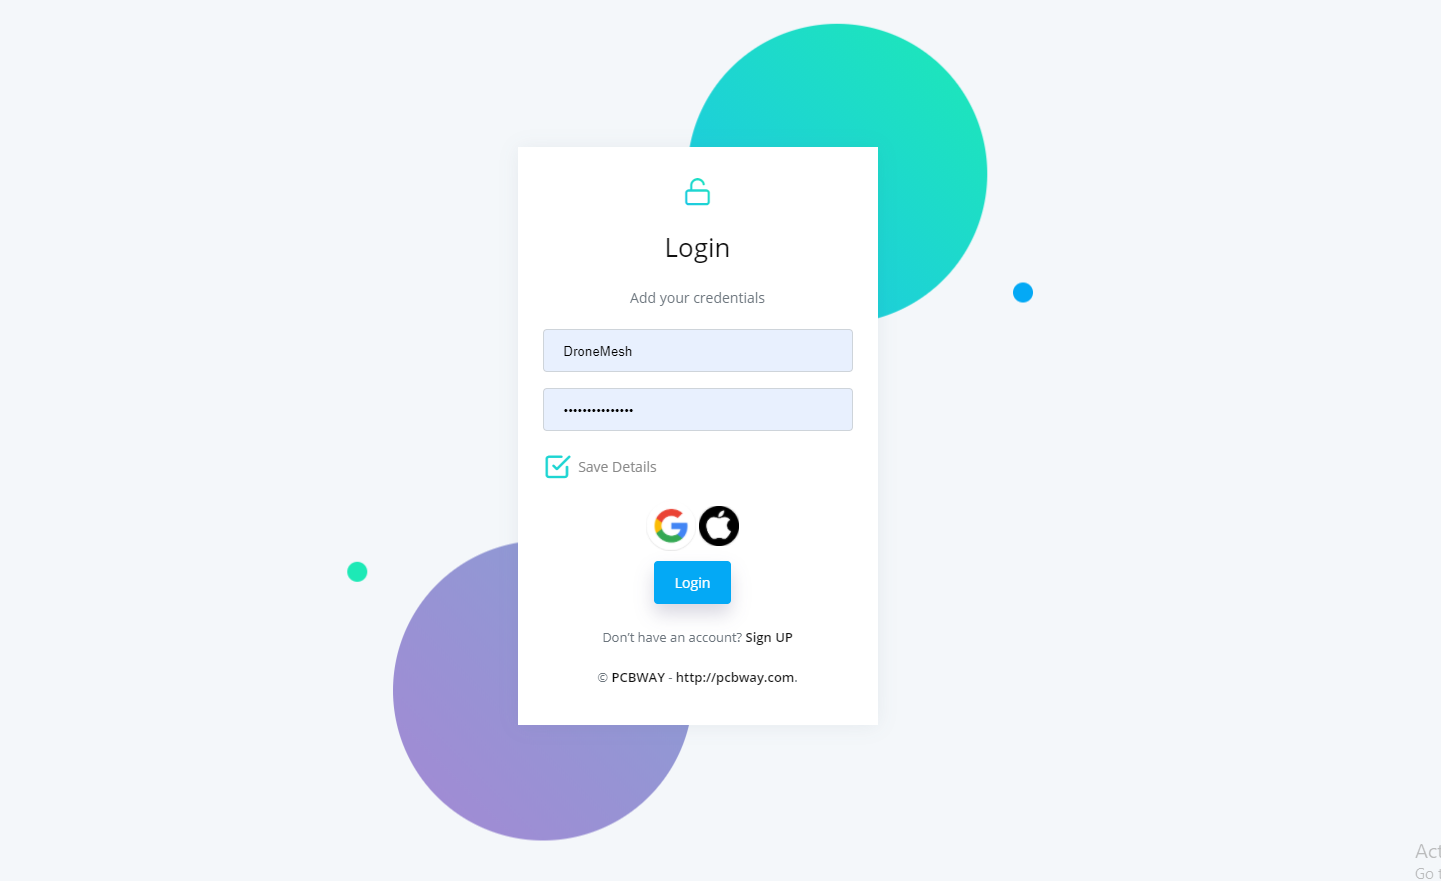 Login
Add your credentials
DroneMesh
•••••••••••••••
Save Details
Login
Don't have an account? Sign UP
© PCBWAY - http://pcbway.com.
Go